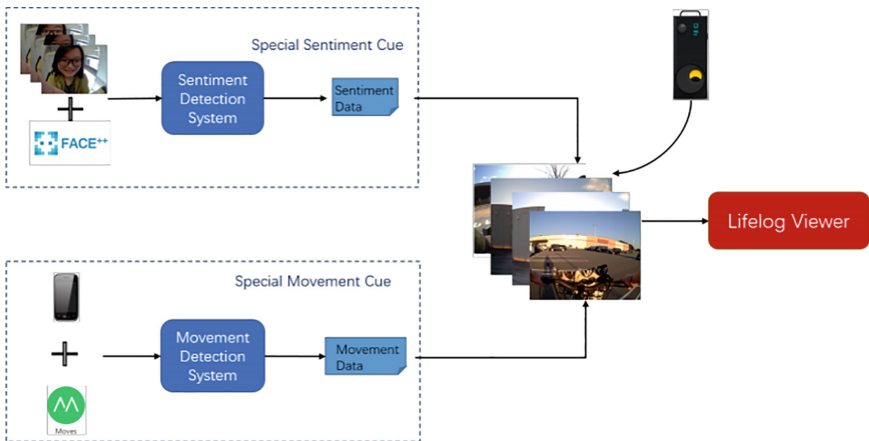 Special Sentiment Cue
Sentiment
Detection
System
Sentiment
Data
FACE++
Lifelog Viewer
Special Movement Cue
Movement
Detection
System
Movement
Data
Moves